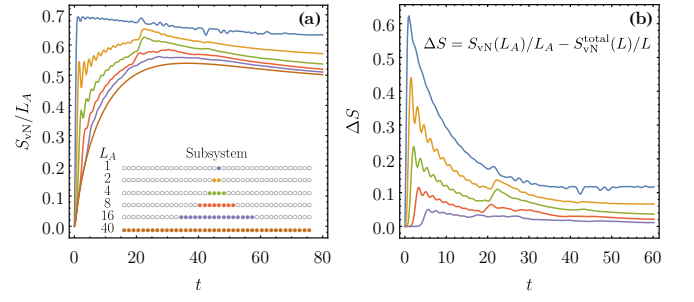 (a)
0.7
0.6
0.5
0.4
0.3
0.2
0.1
0.0
S_vN/L_A
L_A Subsystem
1
2
4
8
16
40
0 20 40 60 80
t
(b)
ΔS = S_vN(L_A)/L_A − S_vN^total(L)/L
0.6
0.5
0.4
0.3
0.2
0.1
0.0
ΔS
0 10 20 30 40 50 60
t